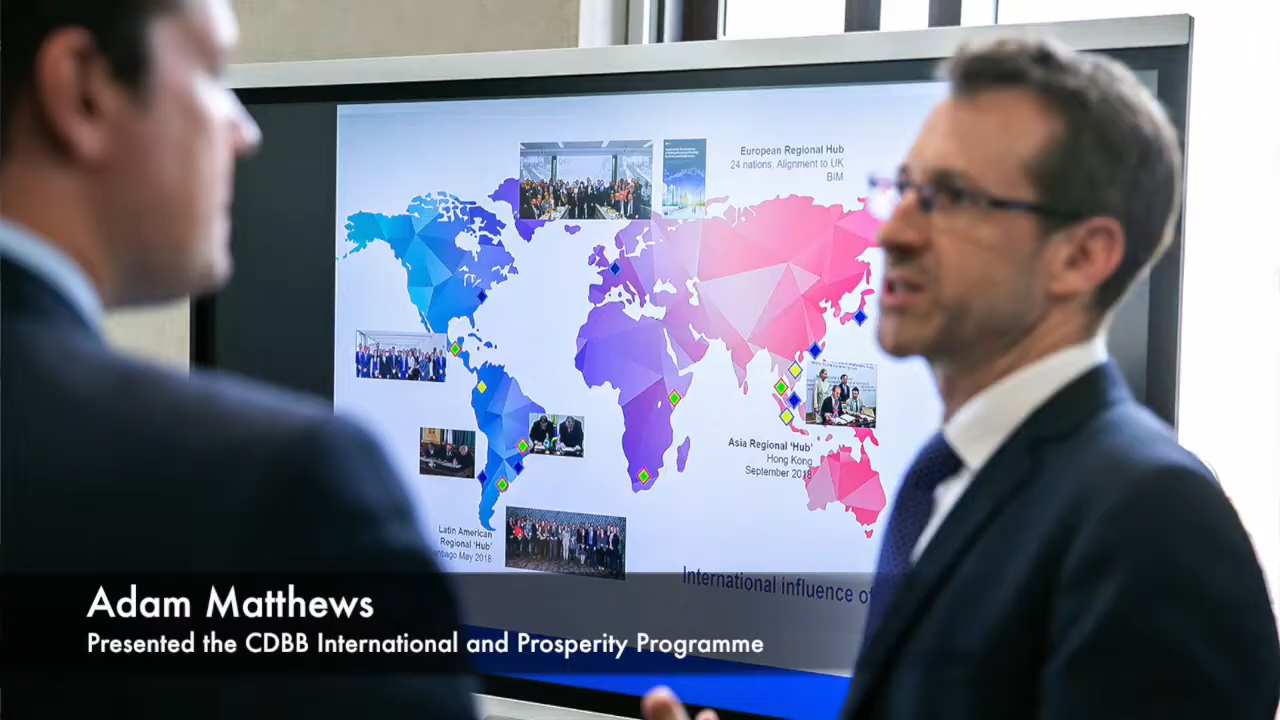 European Regional Hub
24 nations, Alignment to UK
BIM
Asia Regional 'Hub'
Hong Kong
September 2018
Latin American
Regional 'Hub'
ntiago May 2018
International influence of
Adam Matthews
Presented the CDBB International and Prosperity Programme